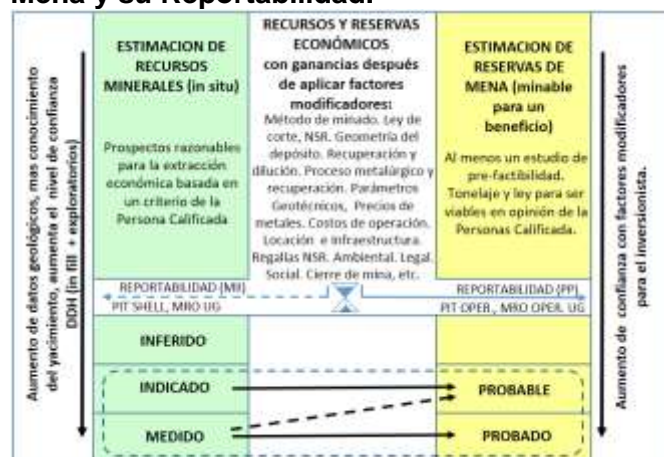 Mena y su Reportabilidad.
Aumento de datos geológicos, mas conocimiento
del yacimiento, aumenta el nivel de confianza
DDH (in fill + exploratorios)
ESTIMACION DE
RECURSOS
MINERALES (in situ)
Prospectos razonables
para la extracción
económica basada en
un criterio de la
Persona Calificada
RECURSOS Y RESERVAS
ECONÓMICOS
con ganancias después
de aplicar factores
modificadores:
Método de minado. Ley de
corte, NSR. Geometría del
depósito. Recuperación y
dilución. Proceso metalúrgico y
recuperación. Parámetros
Geotécnicos, Precios de
metales. Costos de operación.
Locación e Infraestructura.
Regalías NSR. Ambiental. Legal.
Social. Cierre de mina, etc.
ESTIMACION DE
RESERVAS DE
MENA (minable
para un
beneficio)
Al menos un estudio de
pre-factibilidad.
Tonelaje y ley para ser
viables en opinión de la
Personas Calificada.
Aumento de confianza con factores modificadores
para el inversionista.
REPORTABILIDAD (MII)
REPORTABILIDAD (PP)
PIT SHELL, MRO UG
PIT OPER., MRO OPER. UG
INFERIDO
INDICADO
PROBABLE
MEDIDO
PROBADO